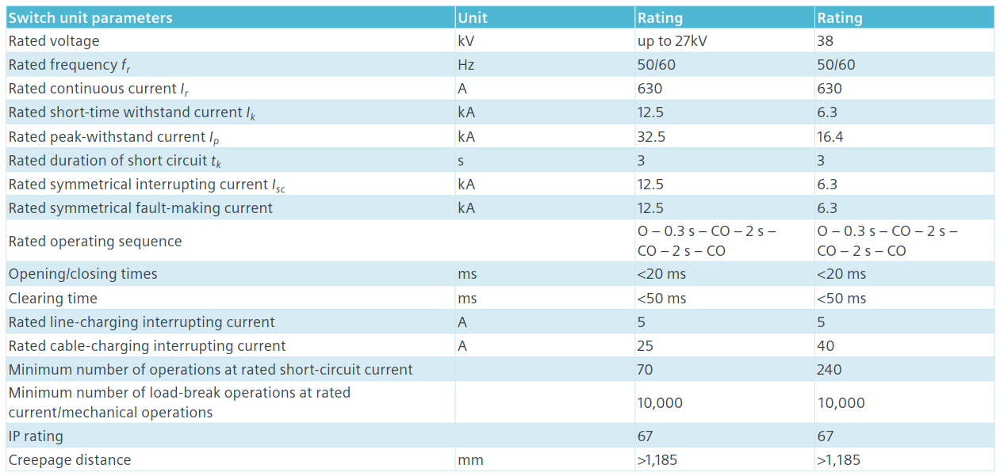 Switch unit parameters Unit Rating Rating
Rated voltage kV up to 27kV 38
Rated frequency fr Hz 50/60 50/60
Rated continuous current Ir A 630 630
Rated short-time withstand current Ik kA 12.5 6.3
Rated peak-withstand current Ip kA 32.5 16.4
Rated duration of short circuit tk s 3 3
Rated symmetrical interrupting current Isc kA 12.5 6.3
Rated symmetrical fault-making current kA 12.5 6.3
Rated operating sequence
O – 0.3 s – CO – 2 s –
CO – 2 s – CO
O – 0.3 s – CO – 2 s –
CO – 2 s – CO
Opening/closing times ms <20 ms <20 ms
Clearing time ms <50 ms <50 ms
Rated line-charging interrupting current A 5 5
Rated cable-charging interrupting current A 25 40
Minimum number of operations at rated short-circuit current 70 240
Minimum number of load-break operations at rated
current/mechanical operations
10,000 10,000
IP rating 67 67
Creepage distance mm >1,185 >1,185